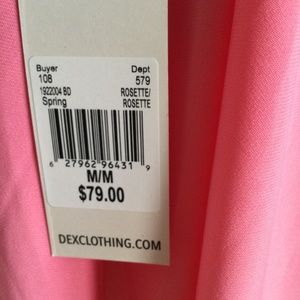 Buyer Dept
108 579
1922004 BD ROSETTE/
Spring ROSETTE
6 27962 96431 9
M/M
$79.00
DEXCLOTHING.COM